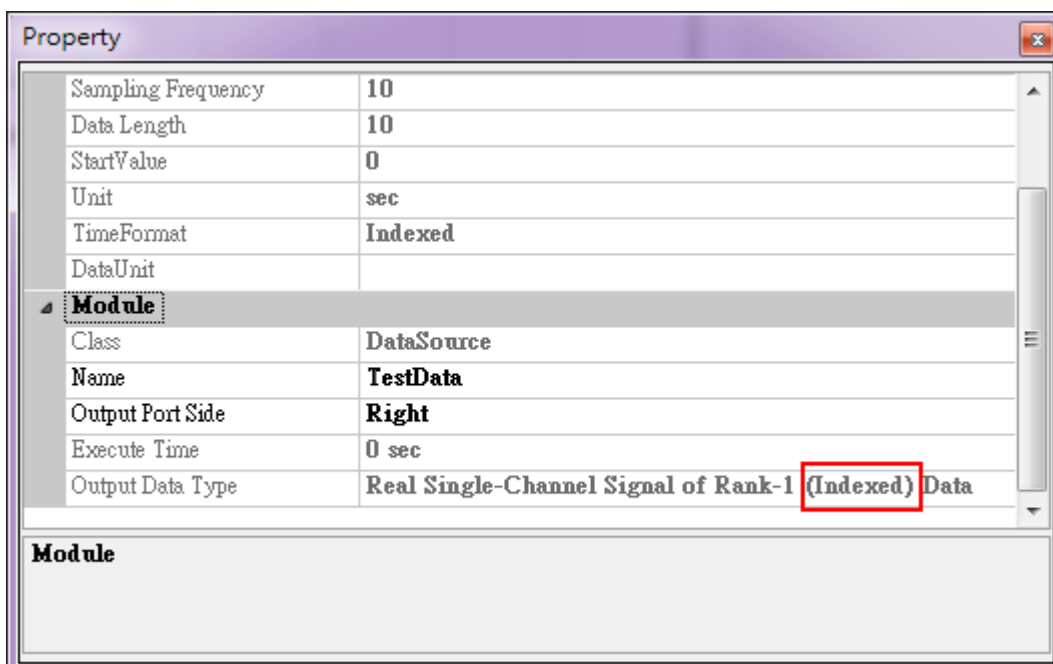 Property
Sampling Frequency 10
Data Length 10
StartValue 0
Unit sec
TimeFormat Indexed
DataUnit
Module
Class DataSource
Name TestData
Output Port Side Right
Execute Time 0 sec
Output Data Type Real Single-Channel Signal of Rank-1 (Indexed) Data
Module